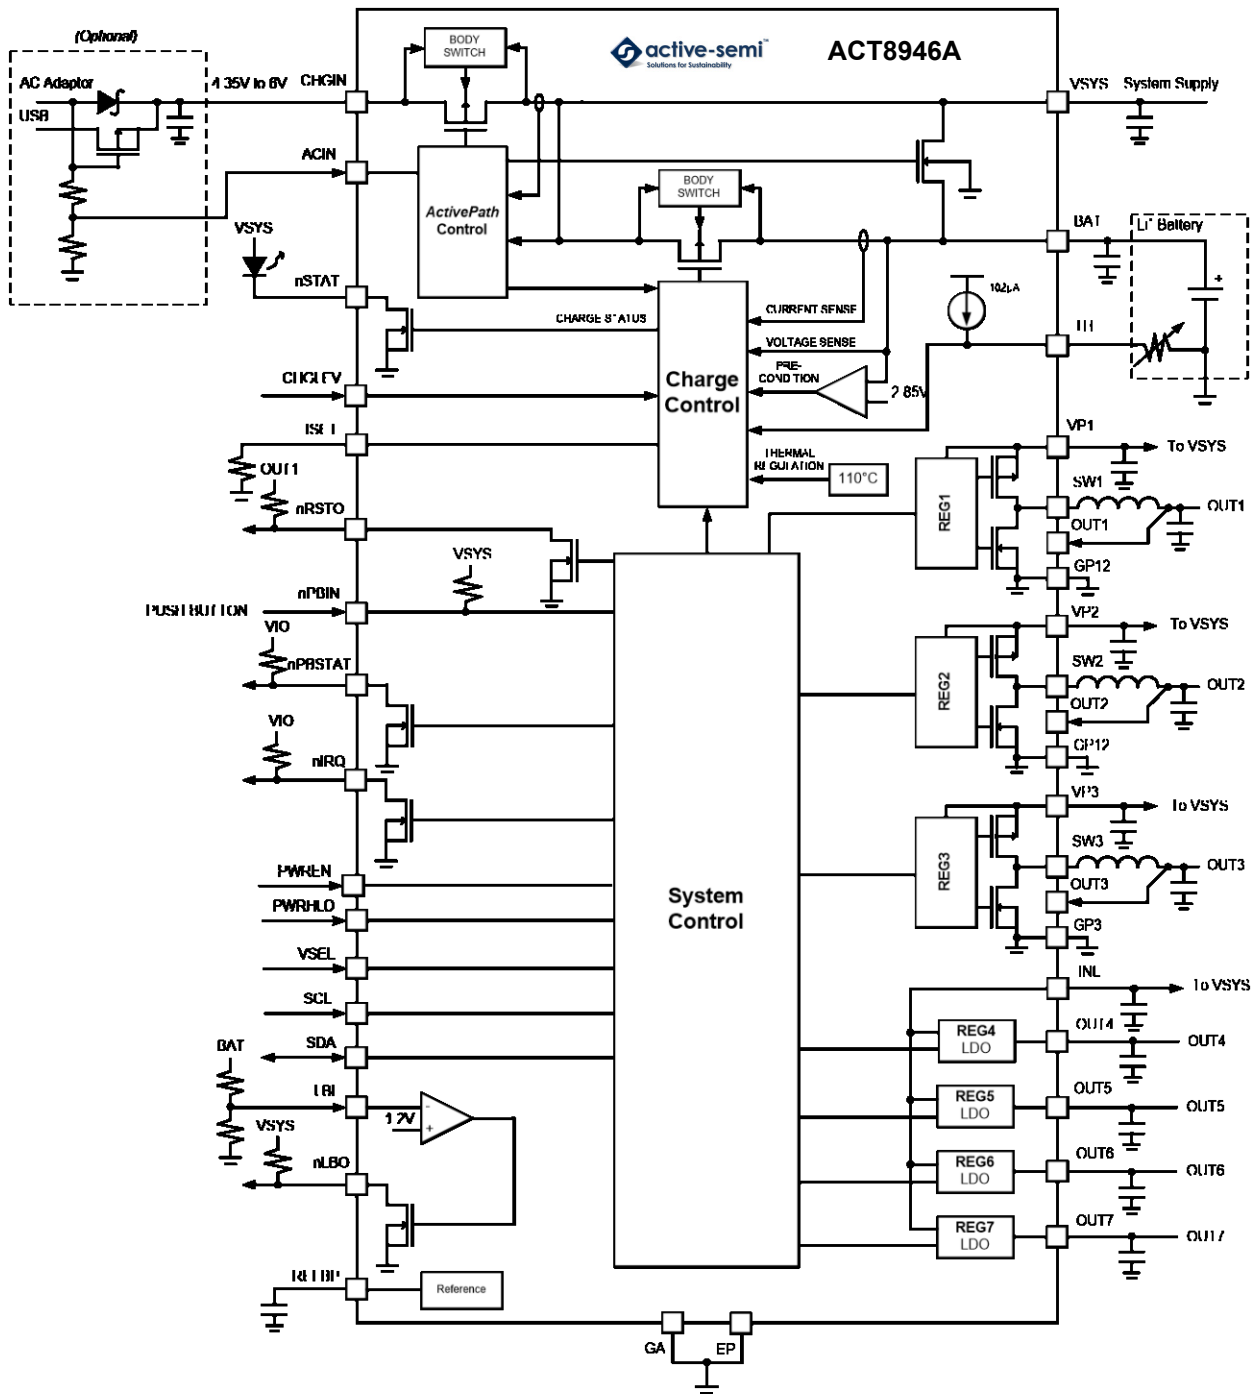 (Optional)
active-semi™
Solutions for Sustainability
ACT8946A
BODY
SWITCH
AC Adaptor
USB
4.35V to 6V
CHGIN
VSYS
System Supply
ACIN
ActivePath
Control
BODY
SWITCH
VSYS
nSTAT
BAT
Li+ Battery
+
102µA
TH
CHARGE STATUS
CURRENT SENSE
VOLTAGE SENSE
PRE-
CONDITION
2.85V
Charge
Control
CHGLEV
ISET
THERMAL
REGULATION
110°C
VP1
To VSYS
REG1
SW1
OUT1
OUT1
GP12
OUT1
nRSTO
VSYS
nPBIN
PUSH BUTTON
VP2
To VSYS
REG2
SW2
OUT2
OUT2
GP12
VIO
nPBSTAT
VIO
nIRQ
VP3
To VSYS
REG3
SW3
OUT3
OUT3
GP3
System
Control
PWREN
PWRHLD
VSEL
SCL
SDA
INL
To VSYS
REG4
LDO
OUT4
OUT4
REG5
LDO
OUT5
OUT5
REG6
LDO
OUT6
OUT6
REG7
LDO
OUT7
OUT7
BAT
LBI
1.2V
-
+
VSYS
nLBO
REFBP
Reference
GA
EP